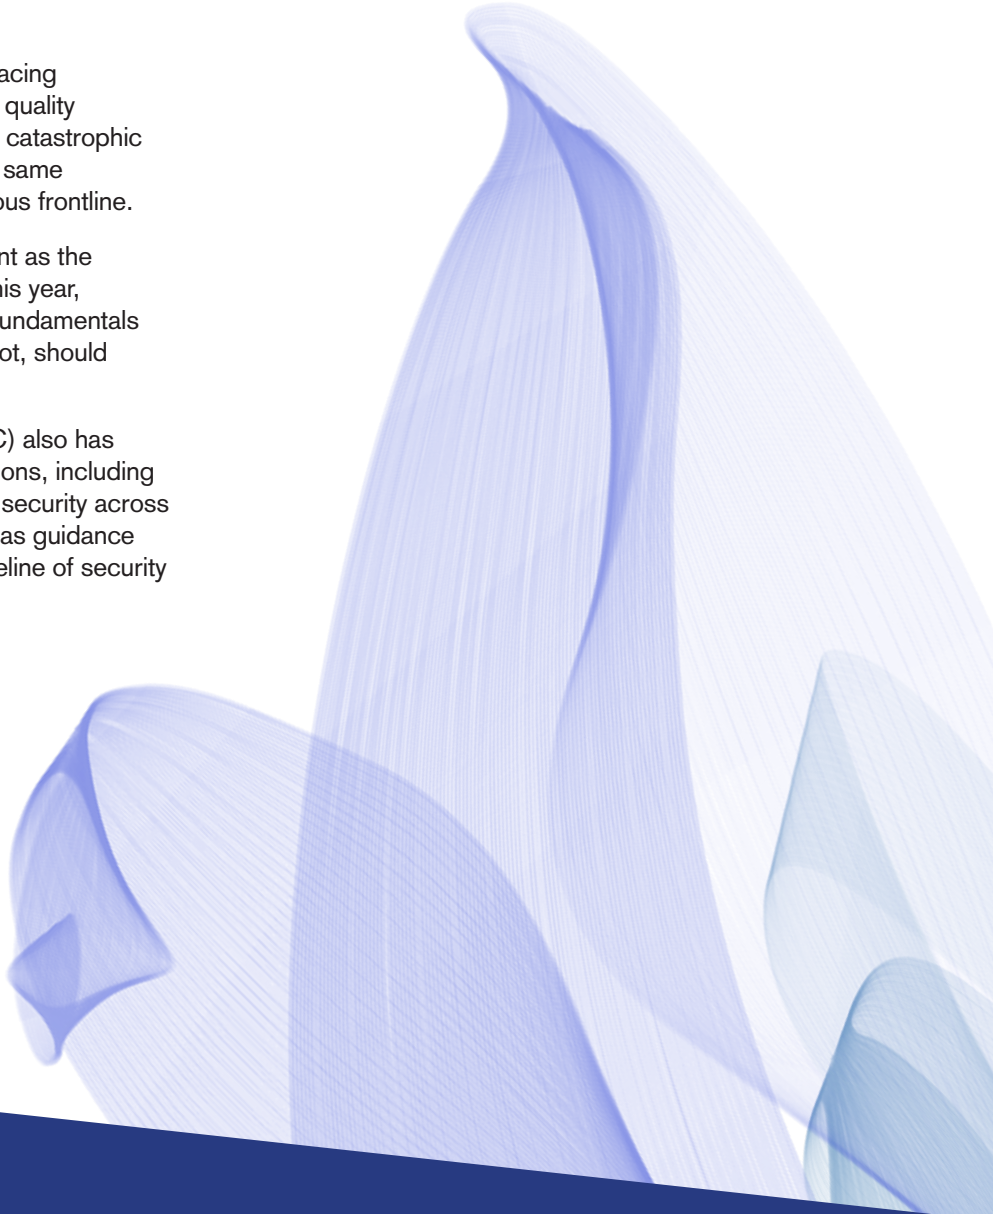 acing
quality
catastrophic
same
ous frontline.
nt as the
his year,
undamentals
ot, should
C) also has
ons, including
security across
as guidance
eline of security